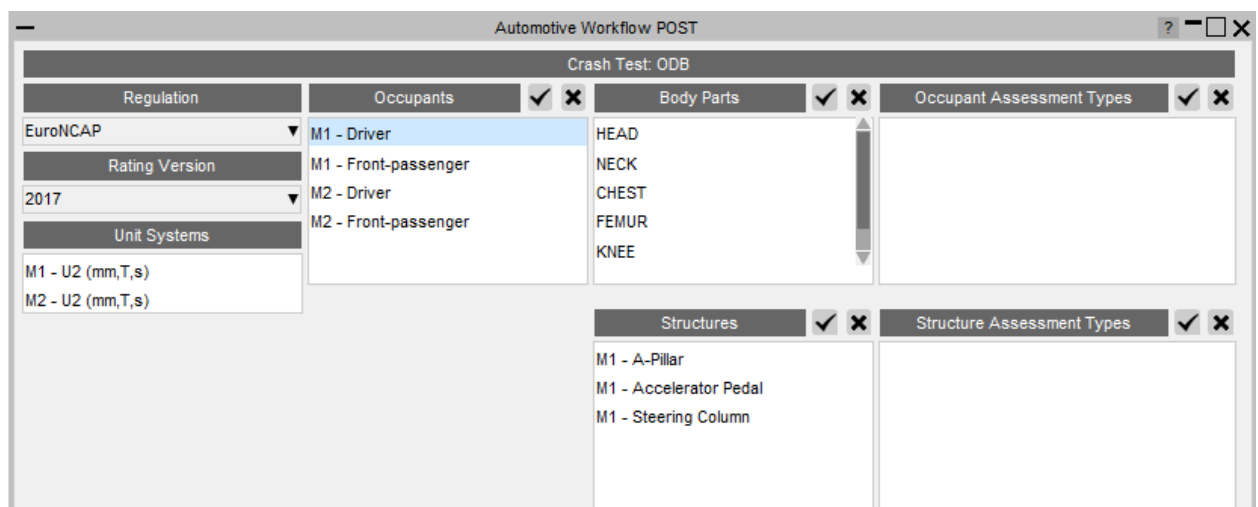 Automotive Workflow POST
?
Crash Test: ODB
Regulation
EuroNCAP
Rating Version
2017
Unit Systems
M1 - U2 (mm,T,s)
M2 - U2 (mm,T,s)
Occupants
M1 - Driver
M1 - Front-passenger
M2 - Driver
M2 - Front-passenger
Body Parts
HEAD
NECK
CHEST
FEMUR
KNEE
Occupant Assessment Types
Structures
M1 - A-Pillar
M1 - Accelerator Pedal
M1 - Steering Column
Structure Assessment Types